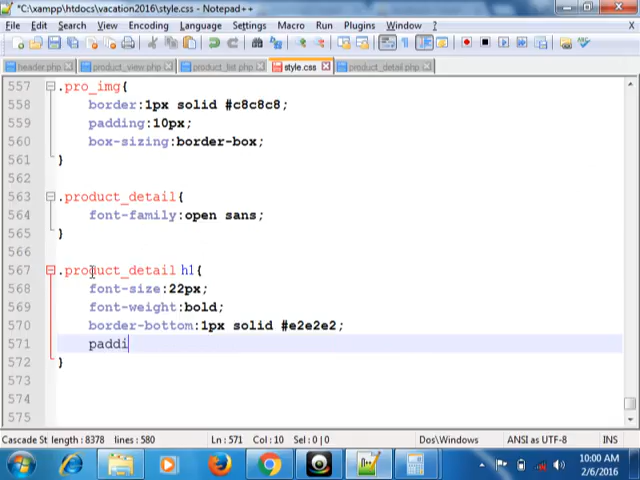 *C:\xampp\htdocs\vacation2016\style.css - Notepad++
File Edit Search View Encoding Language Settings Macro Run Plugins Window ?
header.php product_view.php product_list.php style.css product_detail.php
557 .pro_img{
558 border:1px solid #c8c8c8;
559 padding:10px;
560 box-sizing:border-box;
561 }
562
563 .product_detail{
564 font-family:open sans;
565 }
566
567 .product_detail h1{
568 font-size:22px;
569 font-weight:bold;
570 border-bottom:1px solid #e2e2e2;
571 paddi
572 }
573
574
575
Cascade St length : 8378 lines : 580 Ln : 571 Col : 10 Sel : 0 | 0 Dos\Windows ANSI as UTF-8 INS
10:00 AM
2/6/2016